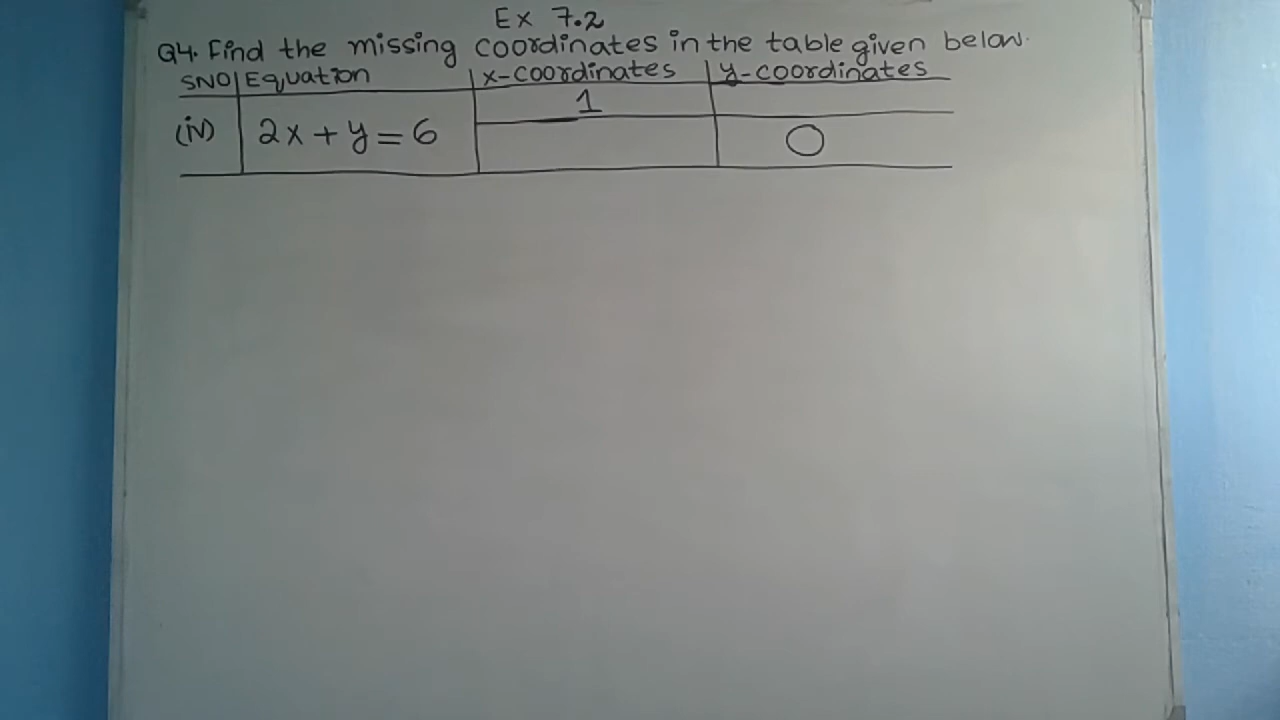 Ex 7.2
Q4. Find the missing coordinates in the table given below.
SNO Equation x-coordinates y-coordinates
1
(iv) 2x + y = 6
0